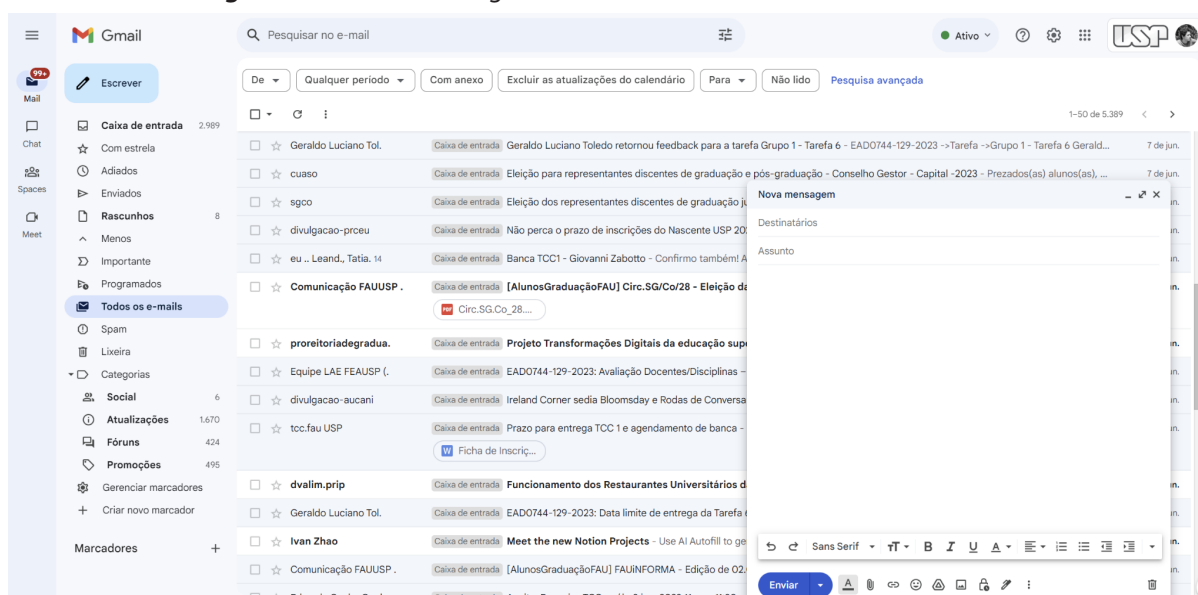 Gmail
Pesquisar no e-mail
Ativo
USP
99+
Mail
Chat
Spaces
Meet
Escrever
Caixa de entrada 2.989
Com estrela
Adiados
Enviados
Rascunhos 8
Menos
Importante
Programados
Todos os e-mails
Spam
Lixeira
Categorias
Social 6
Atualizações 1.670
Fóruns 424
Promoções 495
Gerenciar marcadores
Criar novo marcador
Marcadores
De Qualquer período Com anexo Excluir as atualizações do calendário Para Não lido Pesquisa avançada
1–50 de 5.389
Geraldo Luciano Tol. Caixa de entrada Geraldo Luciano Toledo retornou feedback para a tarefa Grupo 1 - Tarefa 6 - EAD0744-129-2023 ->Tarefa ->Grupo 1 - Tarefa 6 Gerald... 7 de jun.
cuaso Caixa de entrada Eleição para representantes discentes de graduação e pós-graduação - Conselho Gestor - Capital -2023 - Prezados(as) alunos(as), ... 7 de jun.
sgco Caixa de entrada Eleição dos representantes discentes de graduação
divulgacao-prceu Caixa de entrada Não perca o prazo de inscrições do Nascente USP
eu .. Leand., Tatia. 14 Caixa de entrada Banca TCC1 - Giovanni Zabotto - Confirmo também! A
Comunicação FAUUSP . Caixa de entrada [AlunosGraduaçãoFAU] Circ.SG/Co/28 - Eleição da
PDF Circ.SG.Co_28....
proreitoriadegradua. Caixa de entrada Projeto Transformações Digitais da educação supe
Equipe LAE FEAUSP (. Caixa de entrada EAD0744-129-2023: Avaliação Docentes/Disciplinas –
divulgacao-aucani Caixa de entrada Ireland Corner sedia Bloomsday e Rodas de Conversa
tcc.fau USP Caixa de entrada Prazo para entrega TCC 1 e agendamento de banca -
W Ficha de Inscriç...
dvalim.prip Caixa de entrada Funcionamento dos Restaurantes Universitários d
Geraldo Luciano Tol. Caixa de entrada EAD0744-129-2023: Data limite de entrega da Tarefa
Ivan Zhao Caixa de entrada Meet the new Notion Projects - Use AI Autofill to ge
Comunicação FAUUSP . Caixa de entrada [AlunosGraduaçãoFAU] FAUiNFORMA - Edição de 02.
Nova mensagem
Destinatários
Assunto
Sans Serif
B I U A
Enviar
A